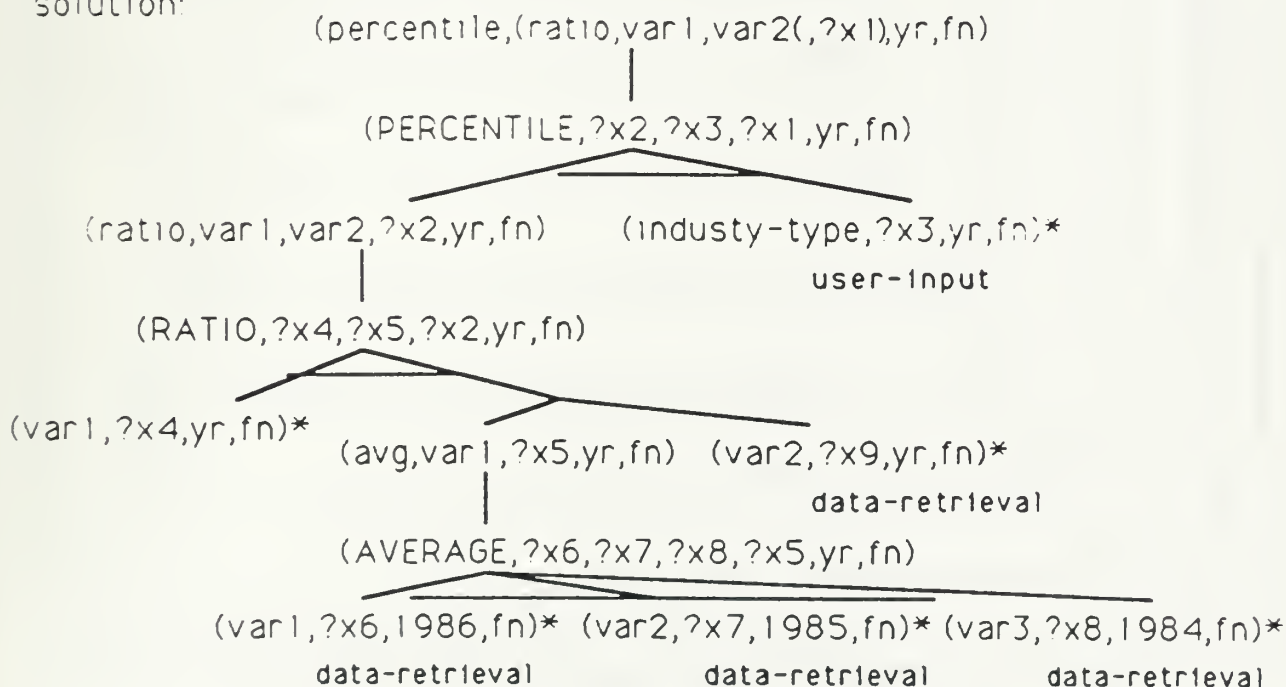 solution:
(percentile,(ratio,var1,var2(,?x1),yr,fn)
(PERCENTILE,?x2,?x3,?x1,yr,fn)
(ratio,var1,var2,?x2,yr,fn) (industy-type,?x3,yr,fn)*
user-input
(RATIO,?x4,?x5,?x2,yr,fn)
(var1,?x4,yr,fn)*
(avg,var1,?x5,yr,fn) (var2,?x9,yr,fn)*
data-retrieval
(AVERAGE,?x6,?x7,?x8,?x5,yr,fn)
(var1,?x6,1986,fn)* (var2,?x7,1985,fn)* (var3,?x8,1984,fn)*
data-retrieval data-retrieval data-retrieval